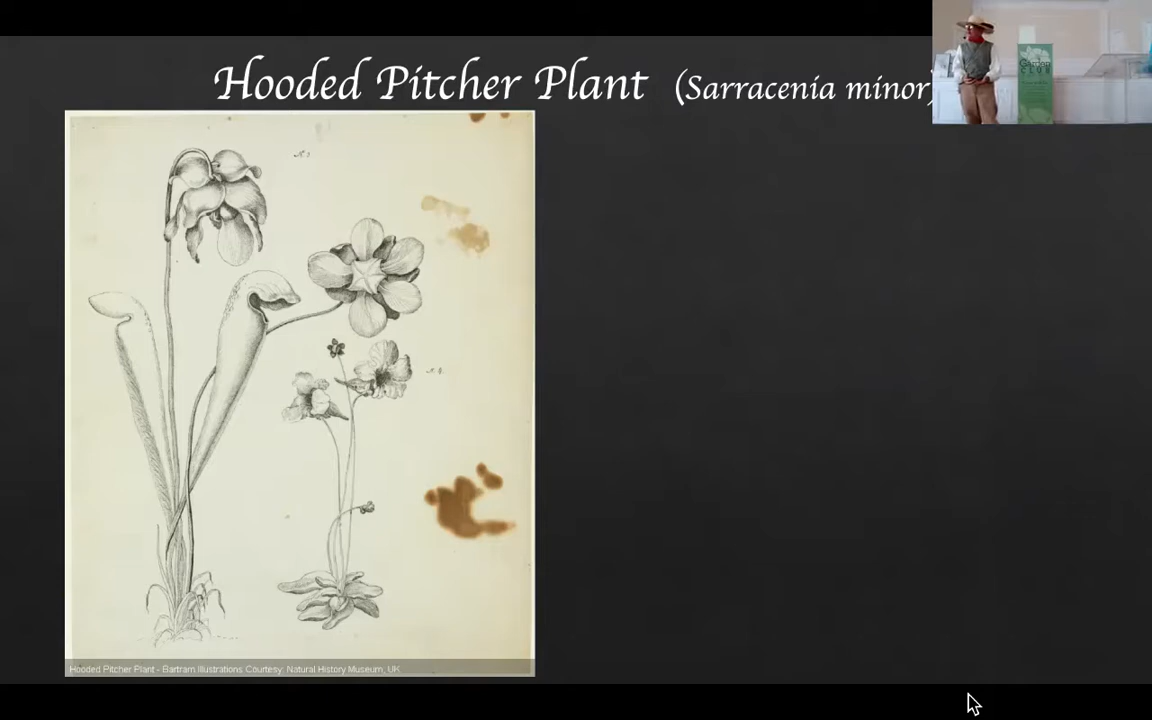 Hooded Pitcher Plant (Sarracenia minor)
Hooded Pitcher Plant - Bartram Illustrations Courtesy: Natural History Museum, UK